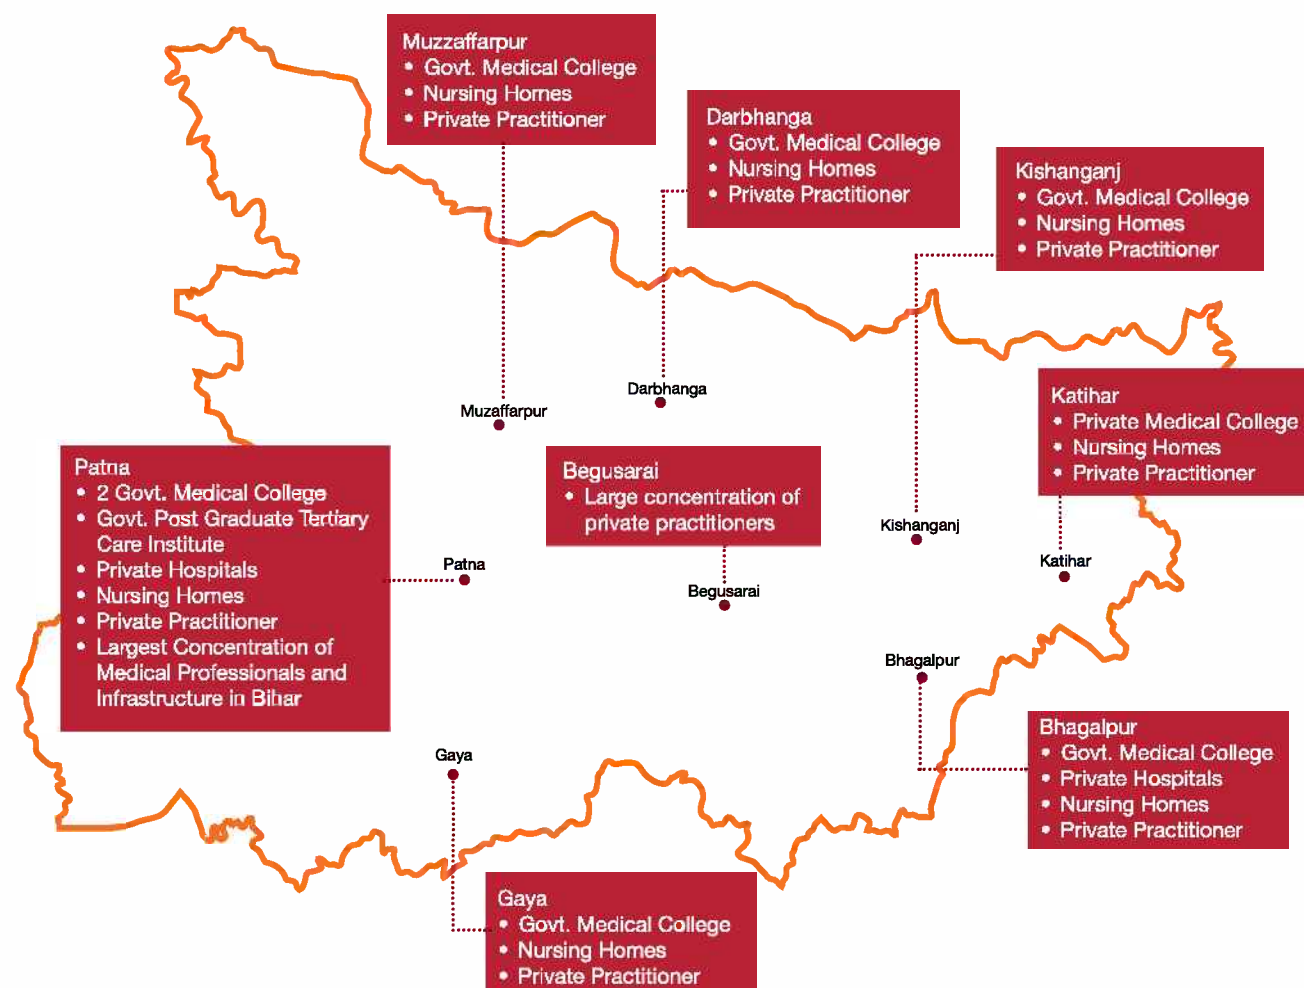 Muzzaffarpur
• Govt. Medical College
• Nursing Homes
• Private Practitioner
Darbhanga
• Govt. Medical College
• Nursing Homes
• Private Practitioner
Kishanganj
• Govt. Medical College
• Nursing Homes
• Private Practitioner
Darbhanga
Muzaffarpur
Katihar
• Private Medical College
• Nursing Homes
• Private Practitioner
Patna
• 2 Govt. Medical College
• Govt. Post Graduate Tertiary
Care Institute
• Private Hospitals
• Nursing Homes
• Private Practitioner
• Largest Concentration of
Medical Professionals and
Infrastructure in Bihar
Begusarai
• Large concentration of
private practitioners
Kishanganj
Patna
Katihar
Begusarai
Bhagalpur
Bhagalpur
• Govt. Medical College
• Private Hospitals
• Nursing Homes
• Private Practitioner
Gaya
Gaya
• Govt. Medical College
• Nursing Homes
• Private Practitioner